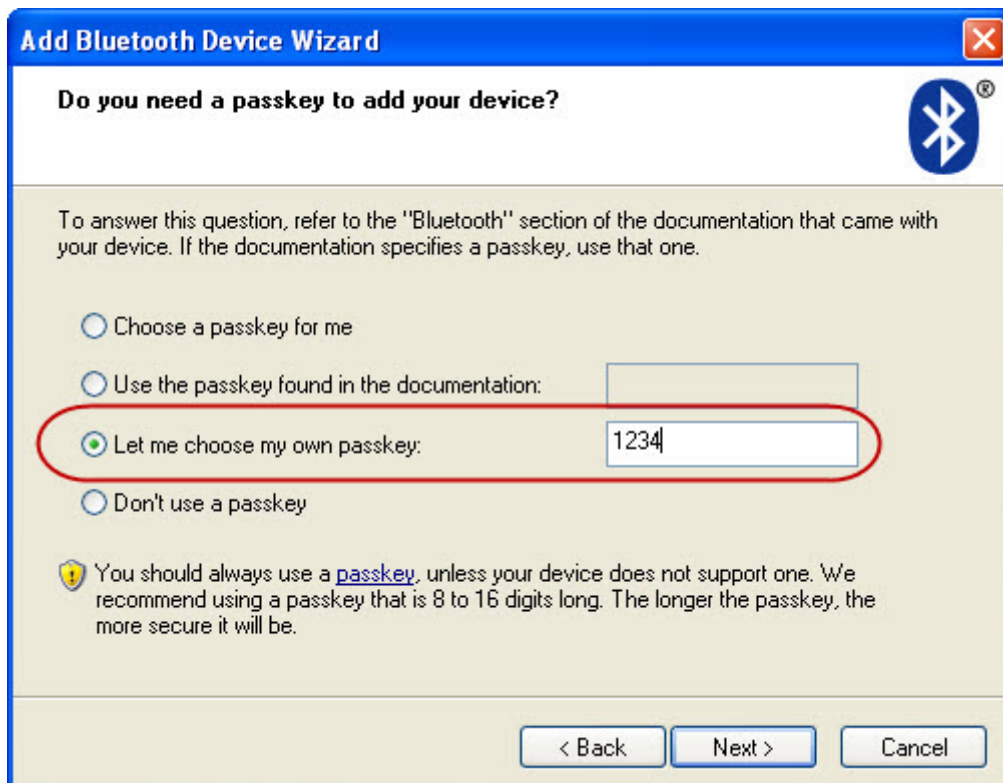 Add Bluetooth Device Wizard
Do you need a passkey to add your device?
®
To answer this question, refer to the "Bluetooth" section of the documentation that came with
your device. If the documentation specifies a passkey, use that one.
Choose a passkey for me
Use the passkey found in the documentation:
Let me choose my own passkey: 1234
Don't use a passkey
You should always use a passkey, unless your device does not support one. We
recommend using a passkey that is 8 to 16 digits long. The longer the passkey, the
more secure it will be.
< Back Next > Cancel